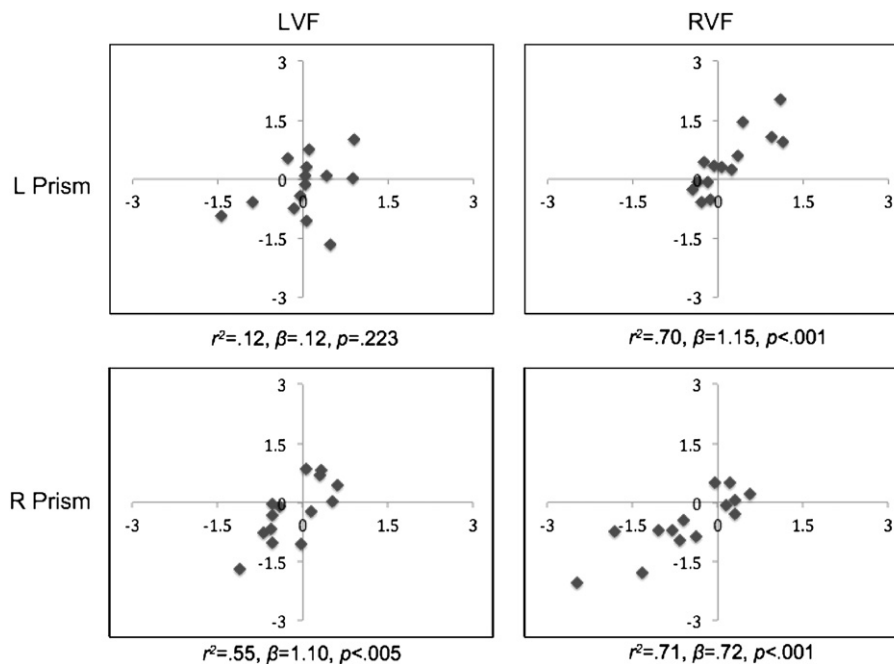 LVF RVF
L Prism
3 3
1.5 1.5
-3 -1.5 0 0 1.5 3 -3 -1.5 0 0 1.5 3
-1.5 -1.5
-3 -3
r²=.12, β=.12, p=.223 r²=.70, β=1.15, p<.001
R Prism
3 3
1.5 1.5
-3 -1.5 0 0 1.5 3 -3 -1.5 0 0 1.5 3
-1.5 -1.5
-3 -3
r²=.55, β=1.10, p<.005 r²=.71, β=.72, p<.001